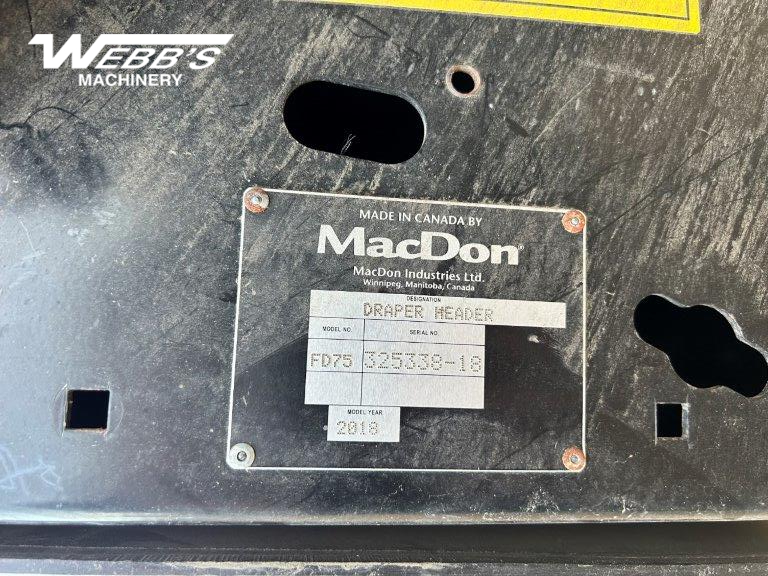 WEBB'S
MACHINERY
MADE IN CANADA BY
MacDon®
MacDon Industries Ltd.
Winnipeg, Manitoba, Canada
DESIGNATION
DRAPER HEADER
MODEL NO. SERIAL NO.
FD75 325339-18
MODEL YEAR
2018